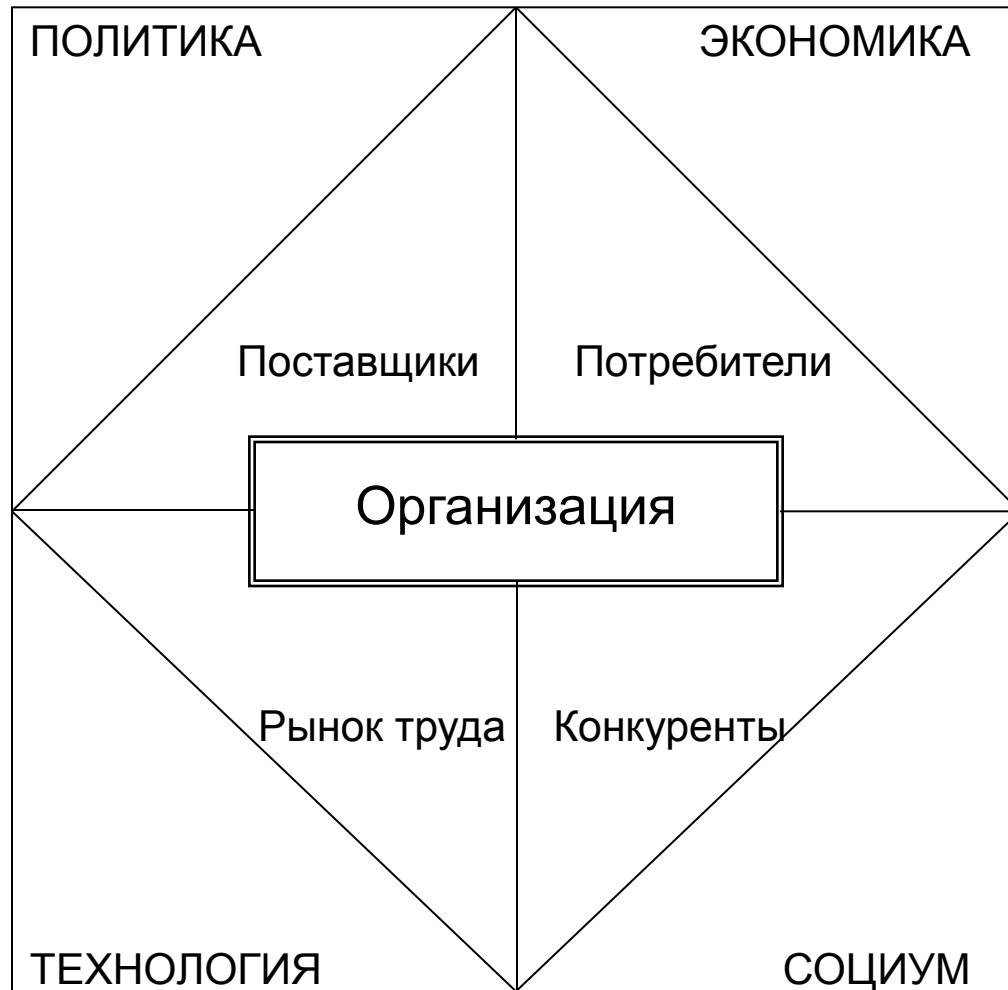 ПОЛИТИКА
ЭКОНОМИКА
Поставщики
Потребители
Организация
Рынок труда
Конкуренты
ТЕХНОЛОГИЯ
СОЦИУМ